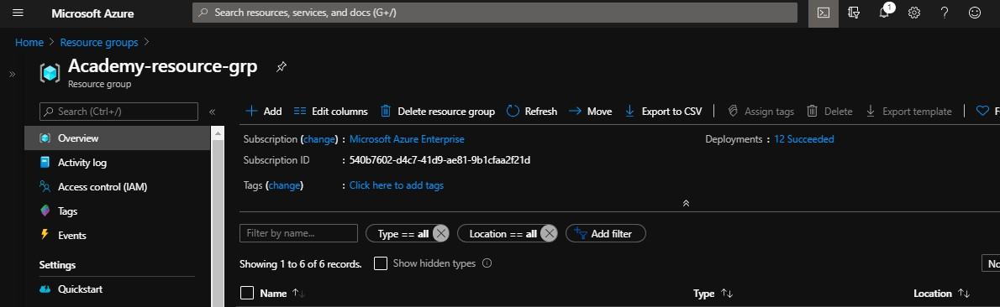 Microsoft Azure
Search resources, services, and docs (G+/)
1
Home > Resource groups >
»
Academy-resource-grp
Resource group
Search (Ctrl+/)
«
Overview
Activity log
Access control (IAM)
Tags
Events
Settings
Quickstart
Add Edit columns Delete resource group Refresh Move Export to CSV Assign tags Delete Export template F
Subscription (change) : Microsoft Azure Enterprise
Deployments : 12 Succeeded
Subscription ID : 540b7602-d4c7-41d9-ae81-9b1cfaa2f21d
Tags (change) : Click here to add tags
Filter by name...
Type == all
Location == all
Add filter
Showing 1 to 6 of 6 records.
Show hidden types
No
Name ↑↓ Type ↑↓ Location ↑↓